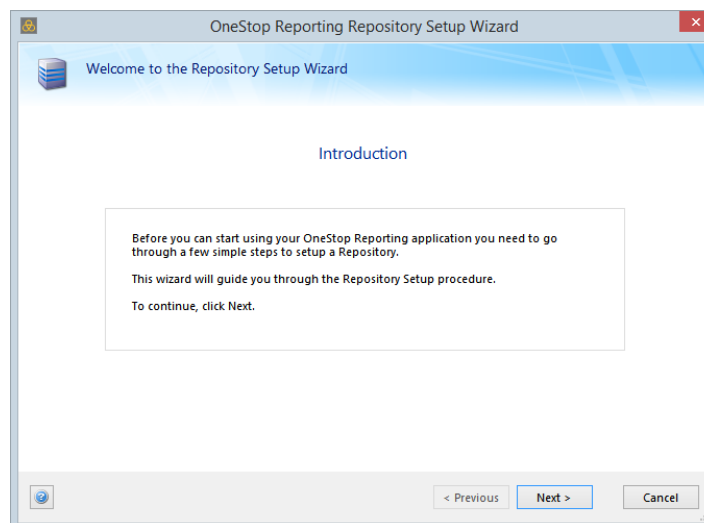 OneStop Reporting Repository Setup Wizard
Welcome to the Repository Setup Wizard
Introduction
Before you can start using your OneStop Reporting application you need to go
through a few simple steps to setup a Repository.
This wizard will guide you through the Repository Setup procedure.
To continue, click Next.
< Previous
Next >
Cancel